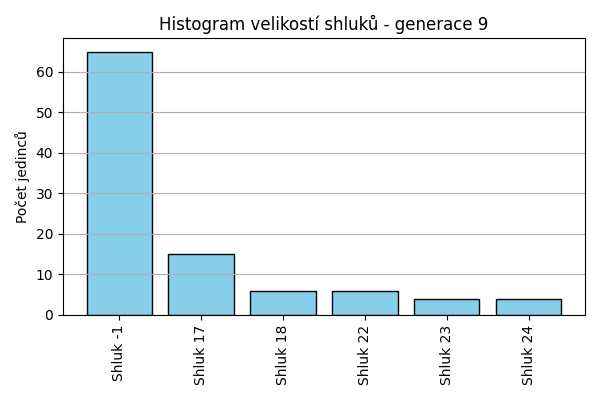 Histogram velikostí shluků - generace 9
Počet jedinců
60
50
40
30
20
10
0
Shluk -1
Shluk 17
Shluk 18
Shluk 22
Shluk 23
Shluk 24